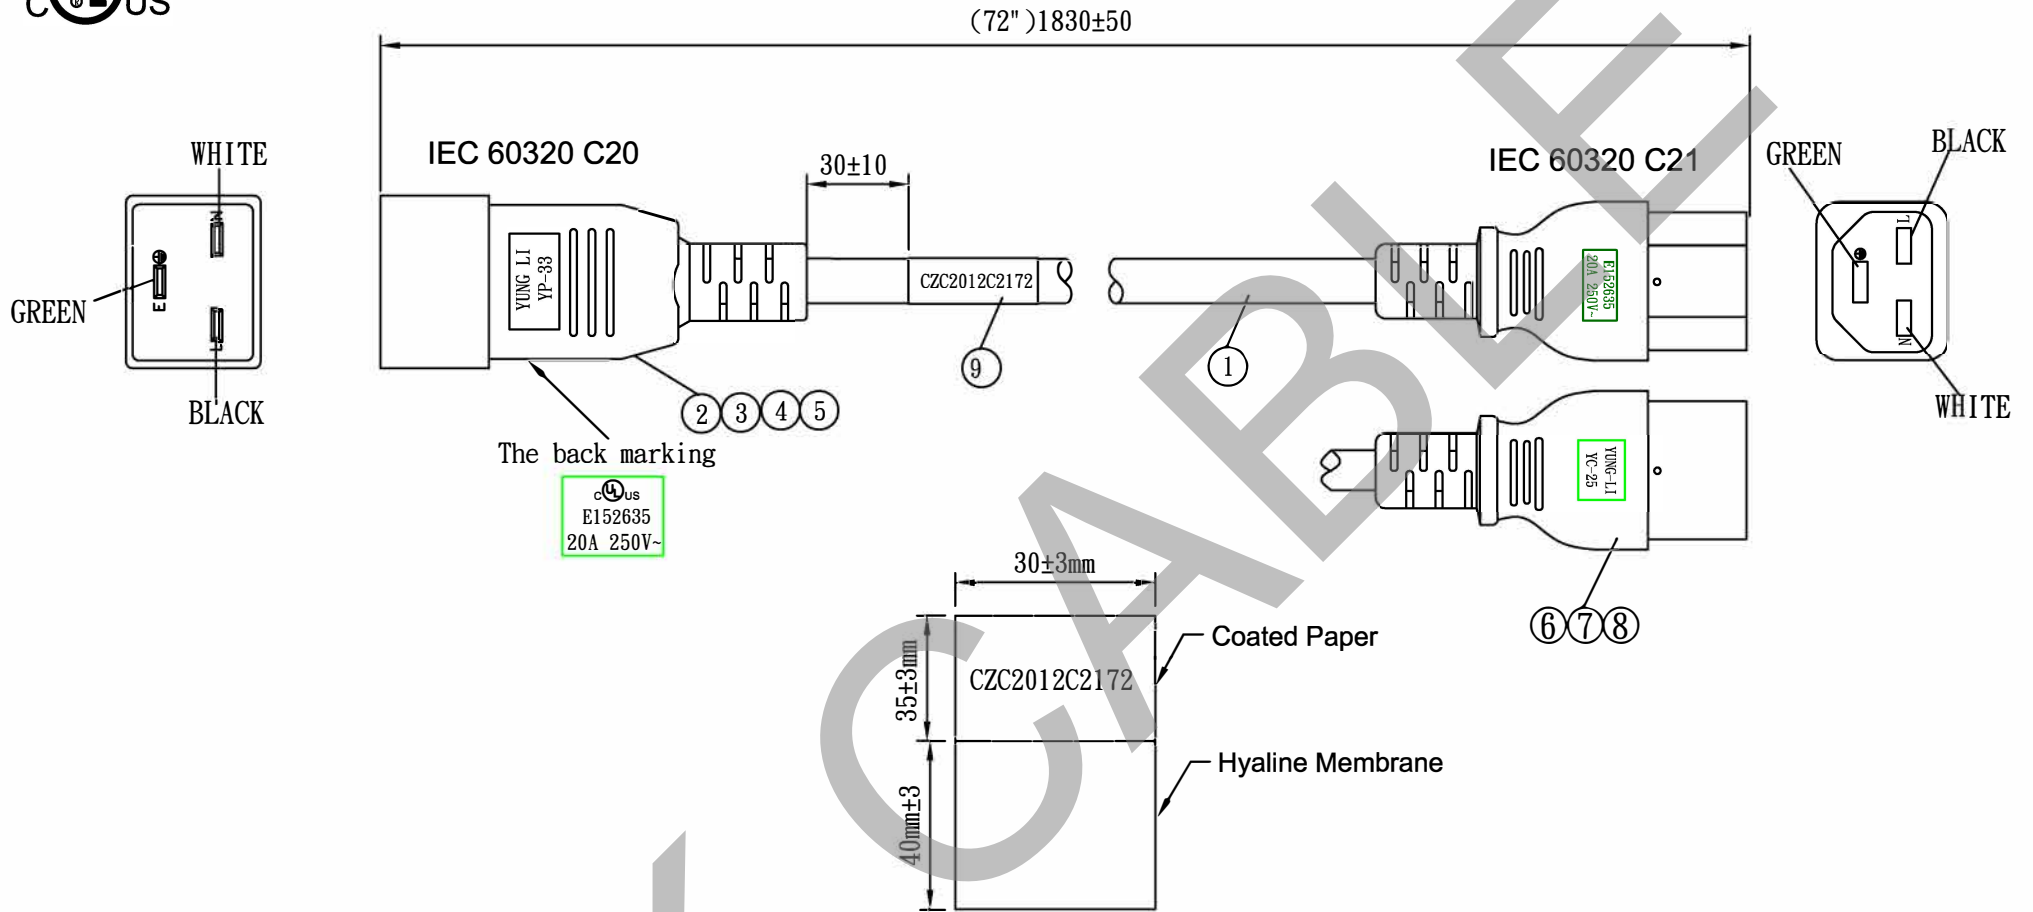 c UL us
(72")1830±50
WHITE
IEC 60320 C20
30±10
IEC 60320 C21
GREEN
BLACK
N
E
L
GREEN
BLACK
YUNG LI
YP-33
CZC2012C2172
E152635
20A 250V~
L
N
WHITE
9
1
2 3 4 5
The back marking
c UL us
E152635
20A 250V~
YUNG-LI
YC-25
6 7 8
30±3mm
35±3mm
CZC2012C2172
Coated Paper
40mm±3
Hyaline Membrane
CABLE